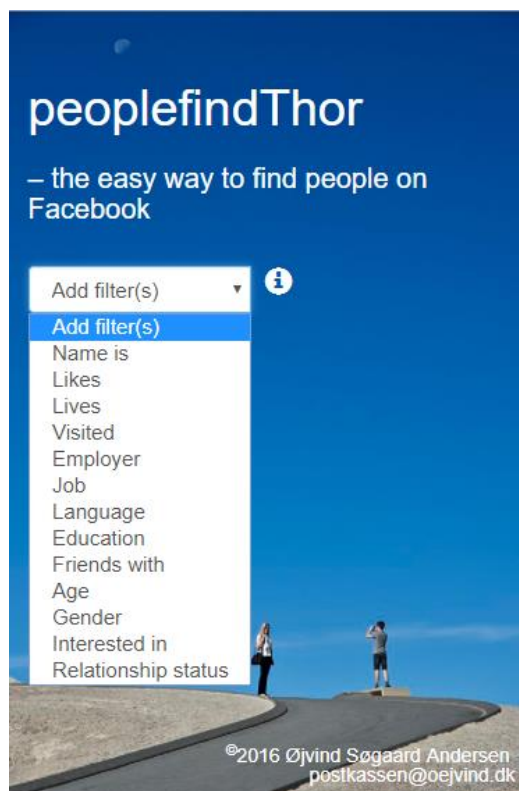 peoplefindThor
– the easy way to find people on
Facebook
Add filter(s)
Add filter(s)
Name is
Likes
Lives
Visited
Employer
Job
Language
Education
Friends with
Age
Gender
Interested in
Relationship status
©2016 Øjvind Søgaard Andersen
postkassen@oejvind.dk